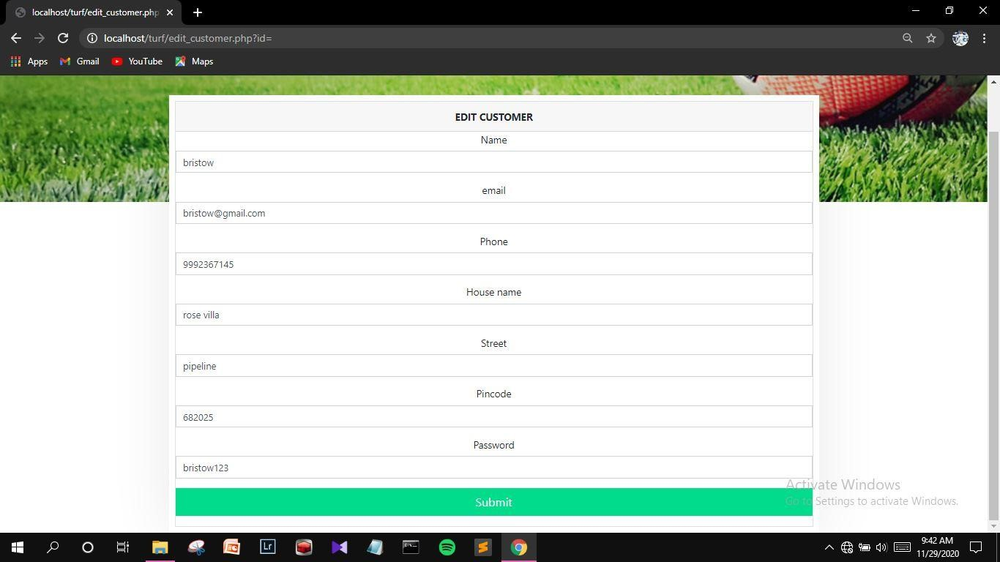 localhost/turf/edit_customer.php
localhost/turf/edit_customer.php?id=
Apps Gmail YouTube Maps
EDIT CUSTOMER
Name
bristow
email
bristow@gmail.com
Phone
9992367145
House name
rose villa
Street
pipeline
Pincode
682025
Password
bristow123
Submit
Activate Windows
Go to Settings to activate Windows.
Lr
9:42 AM
11/29/2020